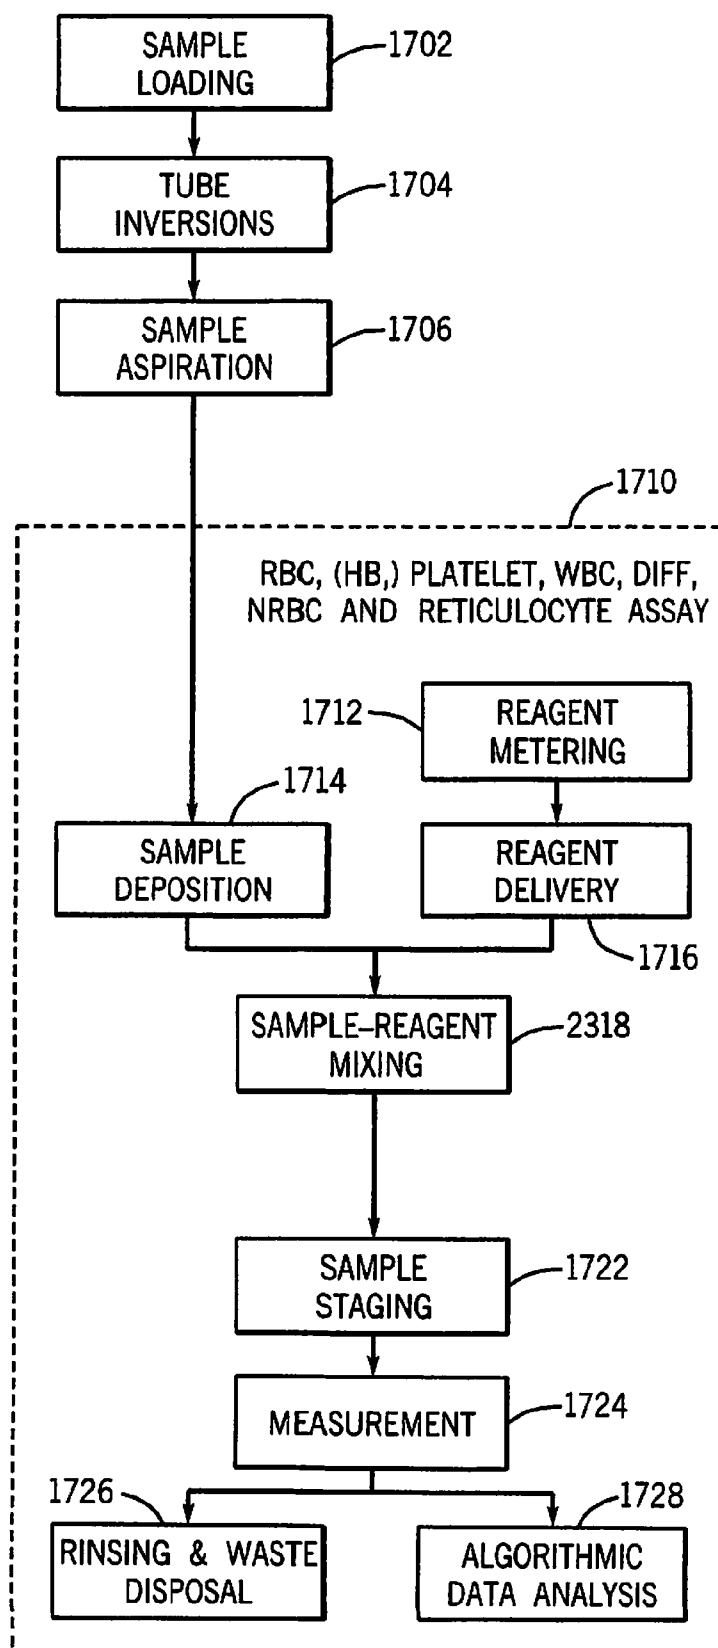 SAMPLE
LOADING
1702
TUBE
INVERSIONS
1704
SAMPLE
ASPIRATION
1706
1710
RBC, (HB,) PLATELET, WBC, DIFF,
NRBC AND RETICULOCYTE ASSAY
1712
REAGENT
METERING
1714
SAMPLE
DEPOSITION
REAGENT
DELIVERY
1716
SAMPLE–REAGENT
MIXING
2318
SAMPLE
STAGING
1722
MEASUREMENT
1724
1726
RINSING & WASTE
DISPOSAL
1728
ALGORITHMIC
DATA ANALYSIS